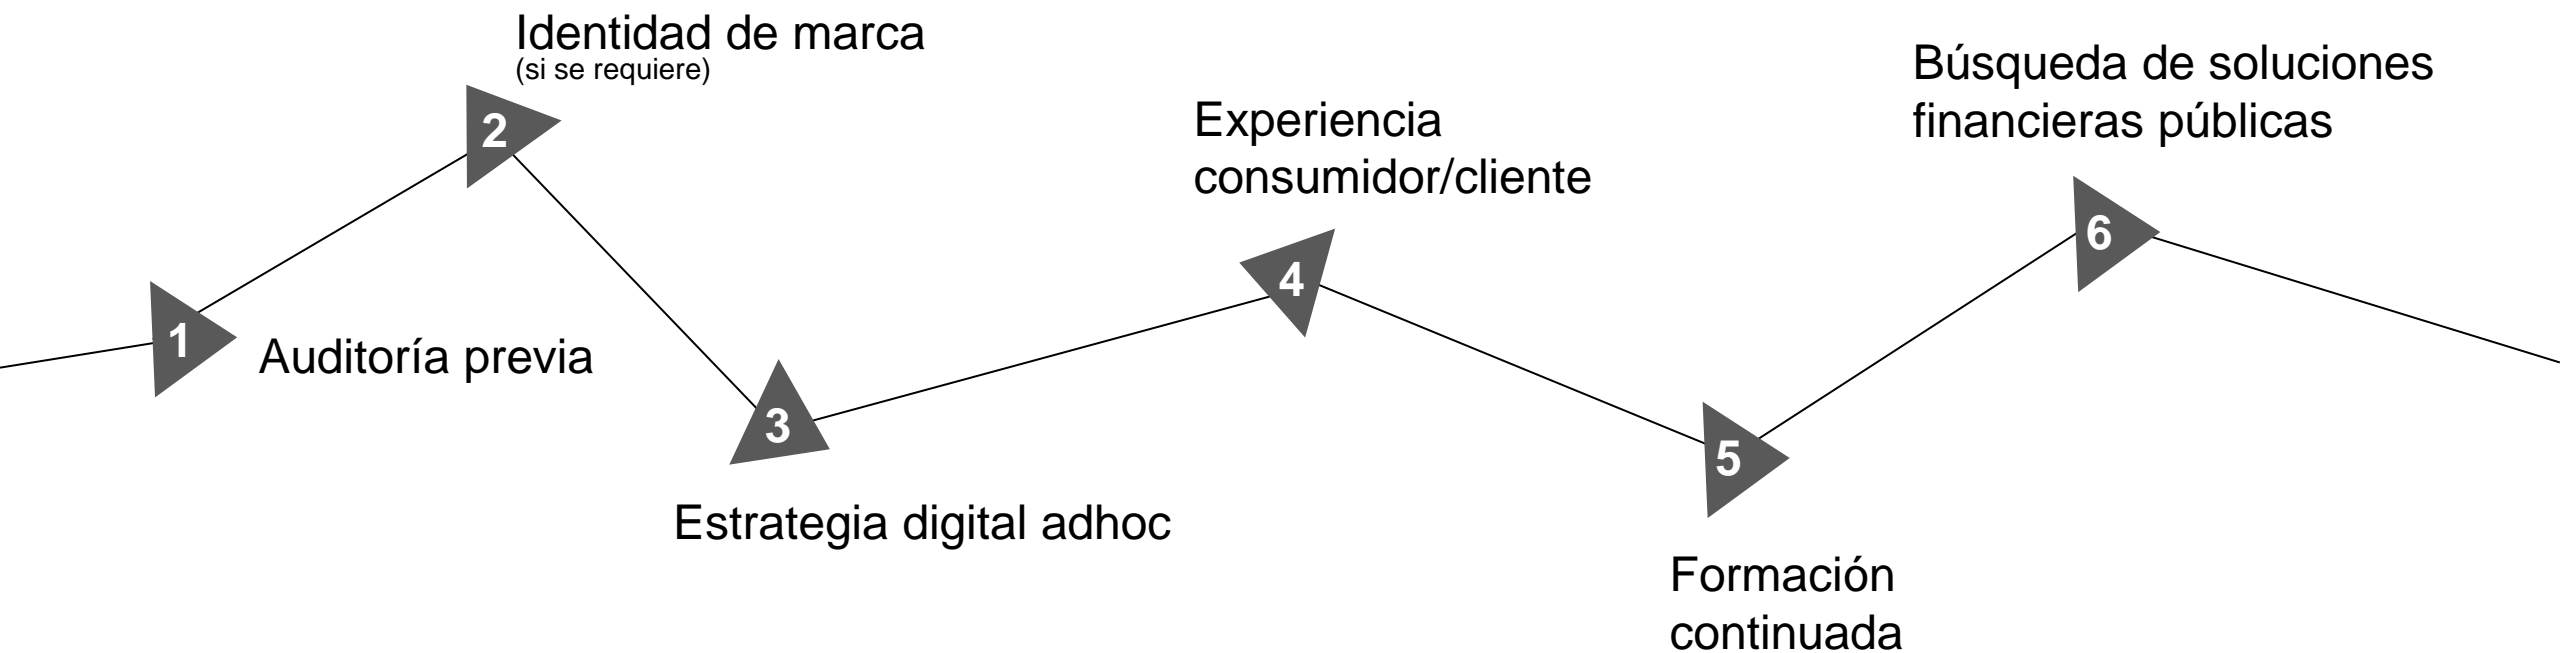 1
Auditoría previa
2
Identidad de marca
(si se requiere)
3
Estrategia digital adhoc
4
Experiencia
consumidor/cliente
5
Formación
continuada
6
Búsqueda de soluciones
financieras públicas